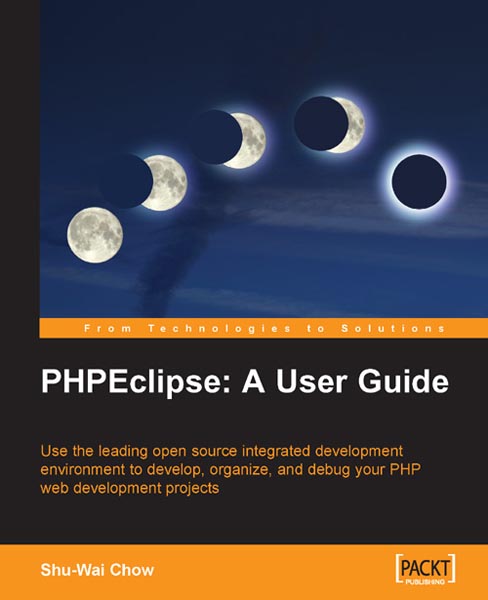 From Technologies to Solutions
PHPEclipse: A User Guide
Use the leading open source integrated development
environment to develop, organize, and debug your PHP
web development projects
Shu-Wai Chow
[PACKT]
PUBLISHING